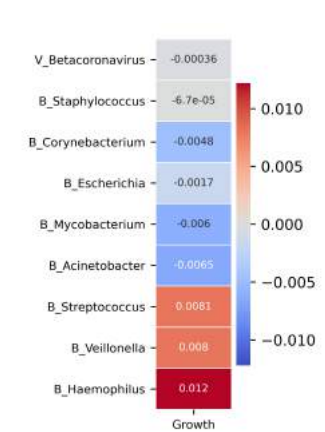 V_Betacoronavirus -0.00036
B_Staphylococcus -6.7e-05
B_Corynebacterium -0.0048
B_Escherichia -0.0017
B_Mycobacterium -0.006
B_Acinetobacter -0.0065
B_Streptococcus 0.0081
B_Veillonella 0.008
B_Haemophilus 0.012
Growth
0.010
0.005
0.000
−0.005
−0.010